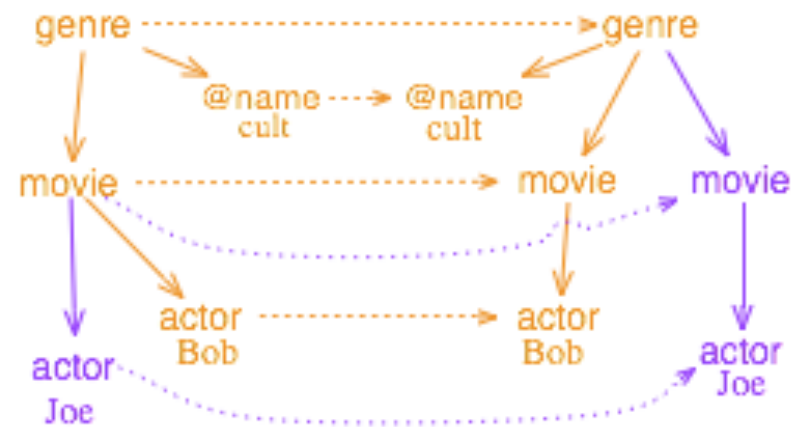 genre genre
@name @name
cult cult
movie movie movie
actor actor
Bob Bob
actor actor
Joe Joe